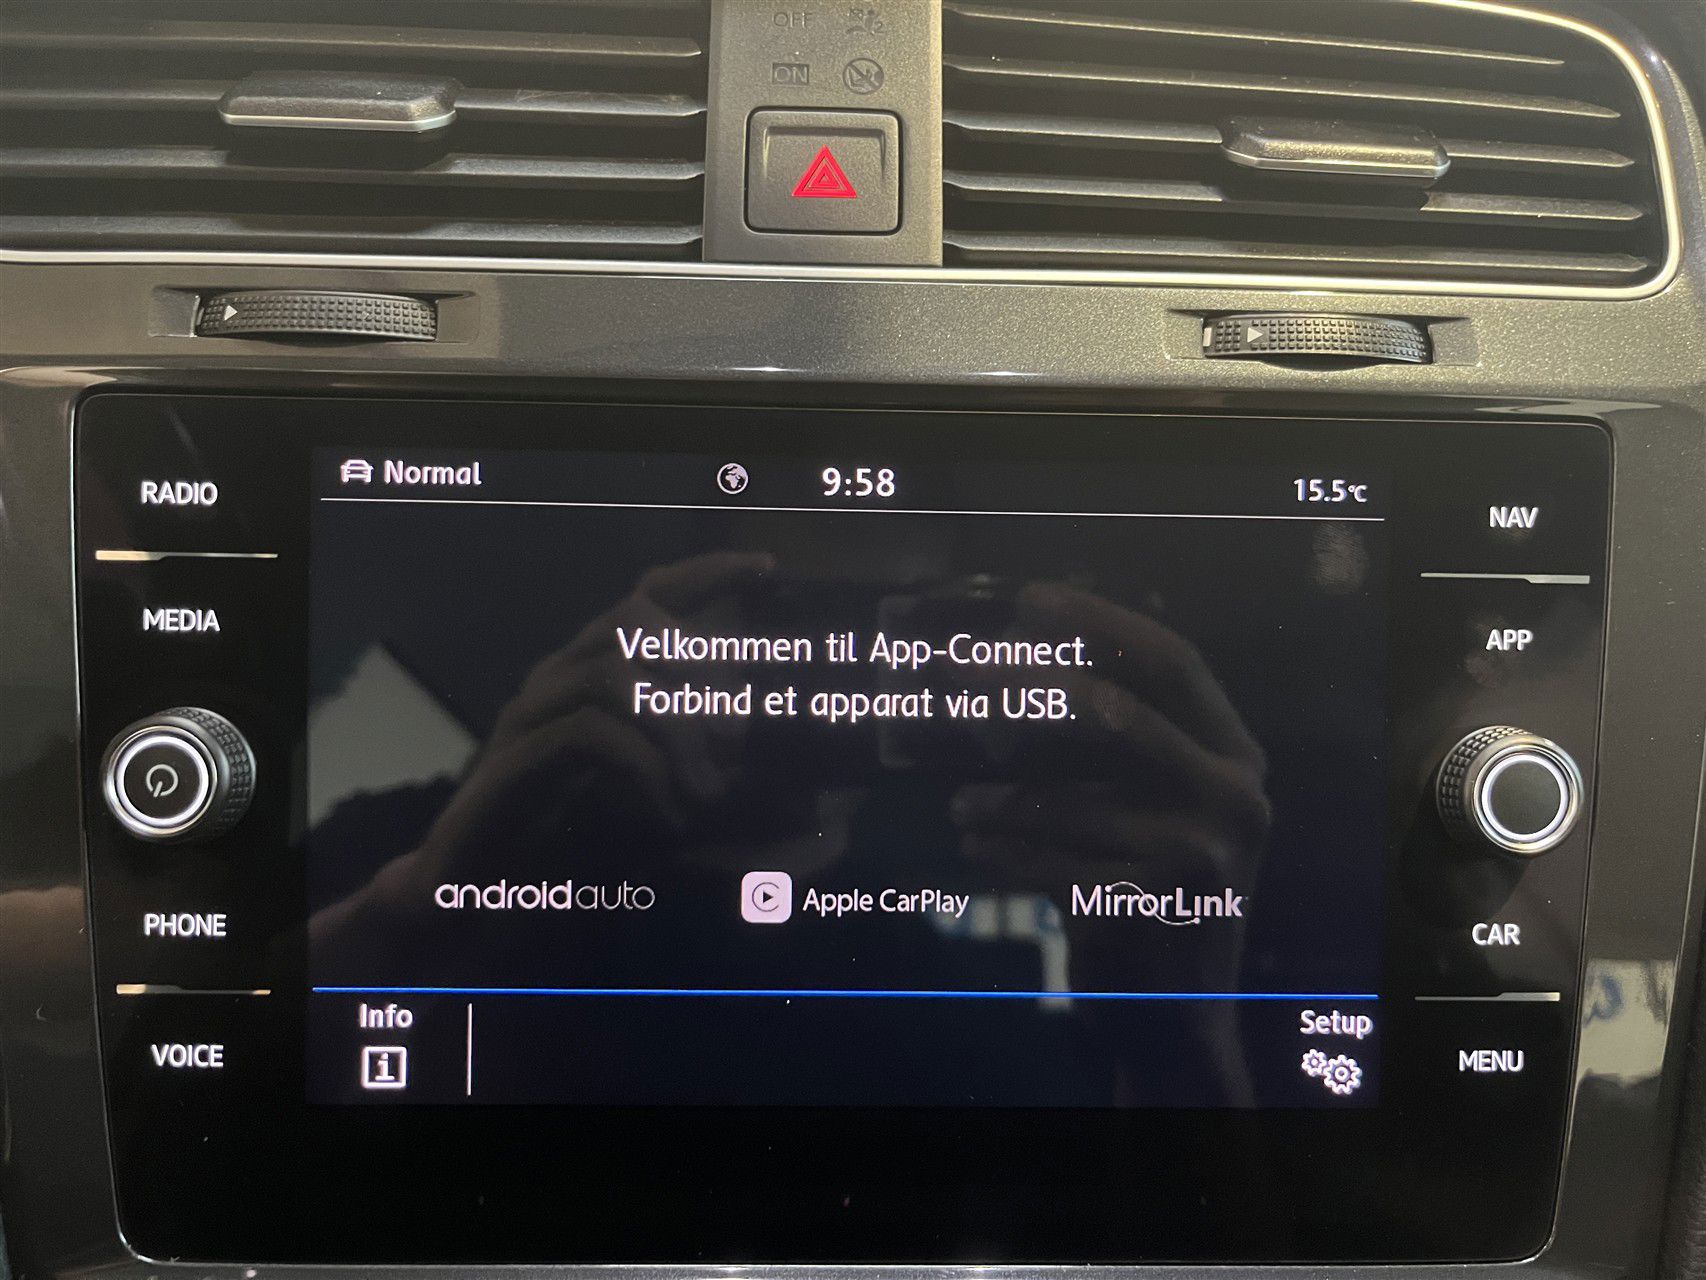 OFF
ON
RADIO
MEDIA
PHONE
VOICE
Normal
9:58
15.5°C
Velkommen til App-Connect.
Forbind et apparat via USB.
androidauto
Apple CarPlay
MirrorLink
Info
Setup
NAV
APP
CAR
MENU